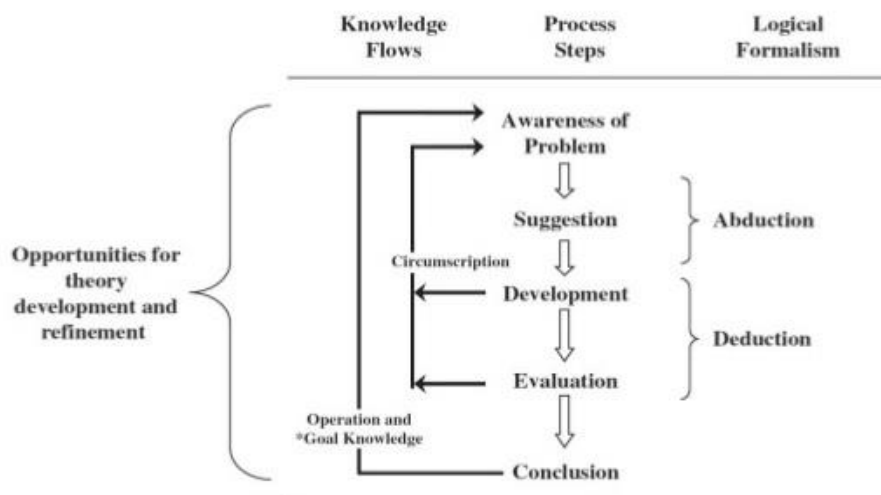 Knowledge
Flows
Process
Steps
Logical
Formalism
Awareness of
Problem
Suggestion
Abduction
Opportunities for
theory
development and
refinement
Circumscription
Development
Deduction
Evaluation
Operation and
*Goal Knowledge
Conclusion